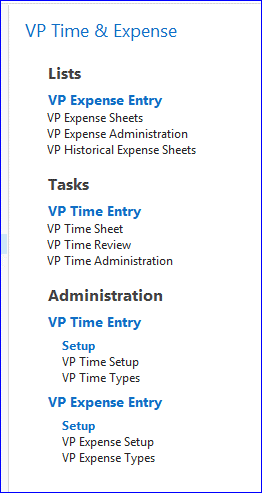 VP Time & Expense
Lists
VP Expense Entry
VP Expense Sheets
VP Expense Administration
VP Historical Expense Sheets
Tasks
VP Time Entry
VP Time Sheet
VP Time Review
VP Time Administration
Administration
VP Time Entry
Setup
VP Time Setup
VP Time Types
VP Expense Entry
Setup
VP Expense Setup
VP Expense Types